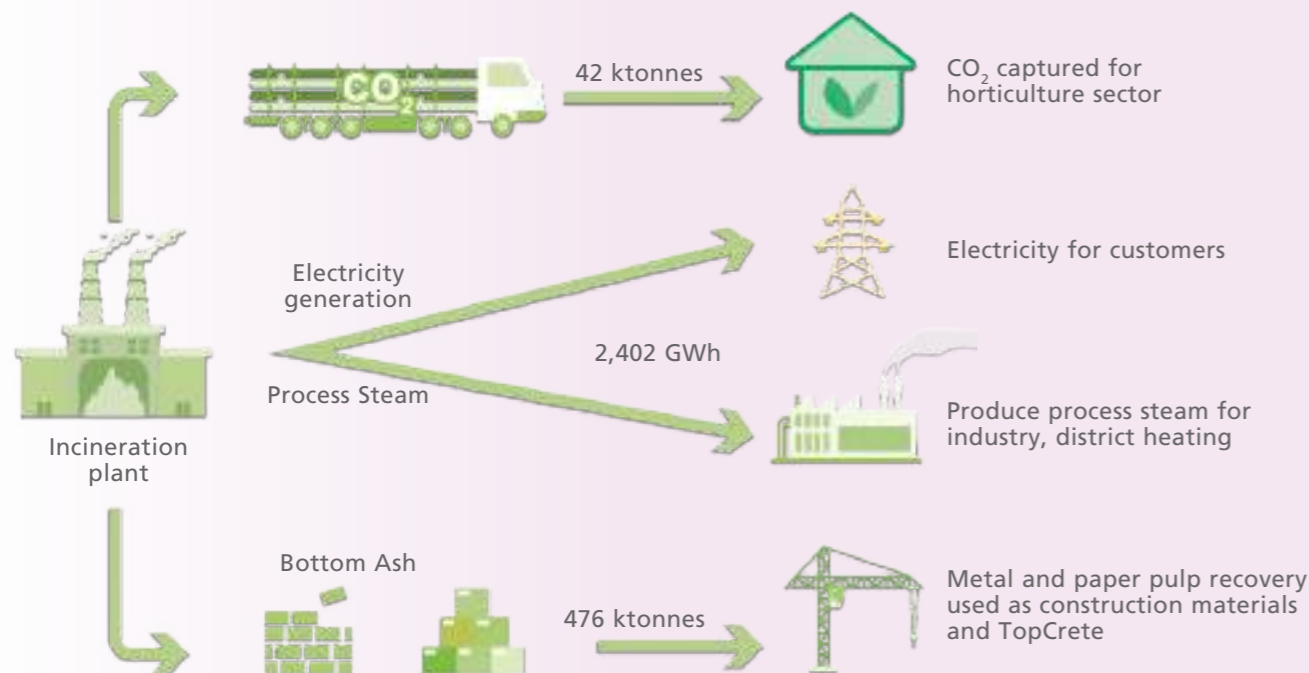 CO₂
42 ktonnes
CO₂ captured for
horticulture sector
Electricity
generation
Electricity for customers
2,402 GWh
Process Steam
Produce process steam for
industry, district heating
Incineration
plant
Bottom Ash
476 ktonnes
Metal and paper pulp recovery
used as construction materials
and TopCrete